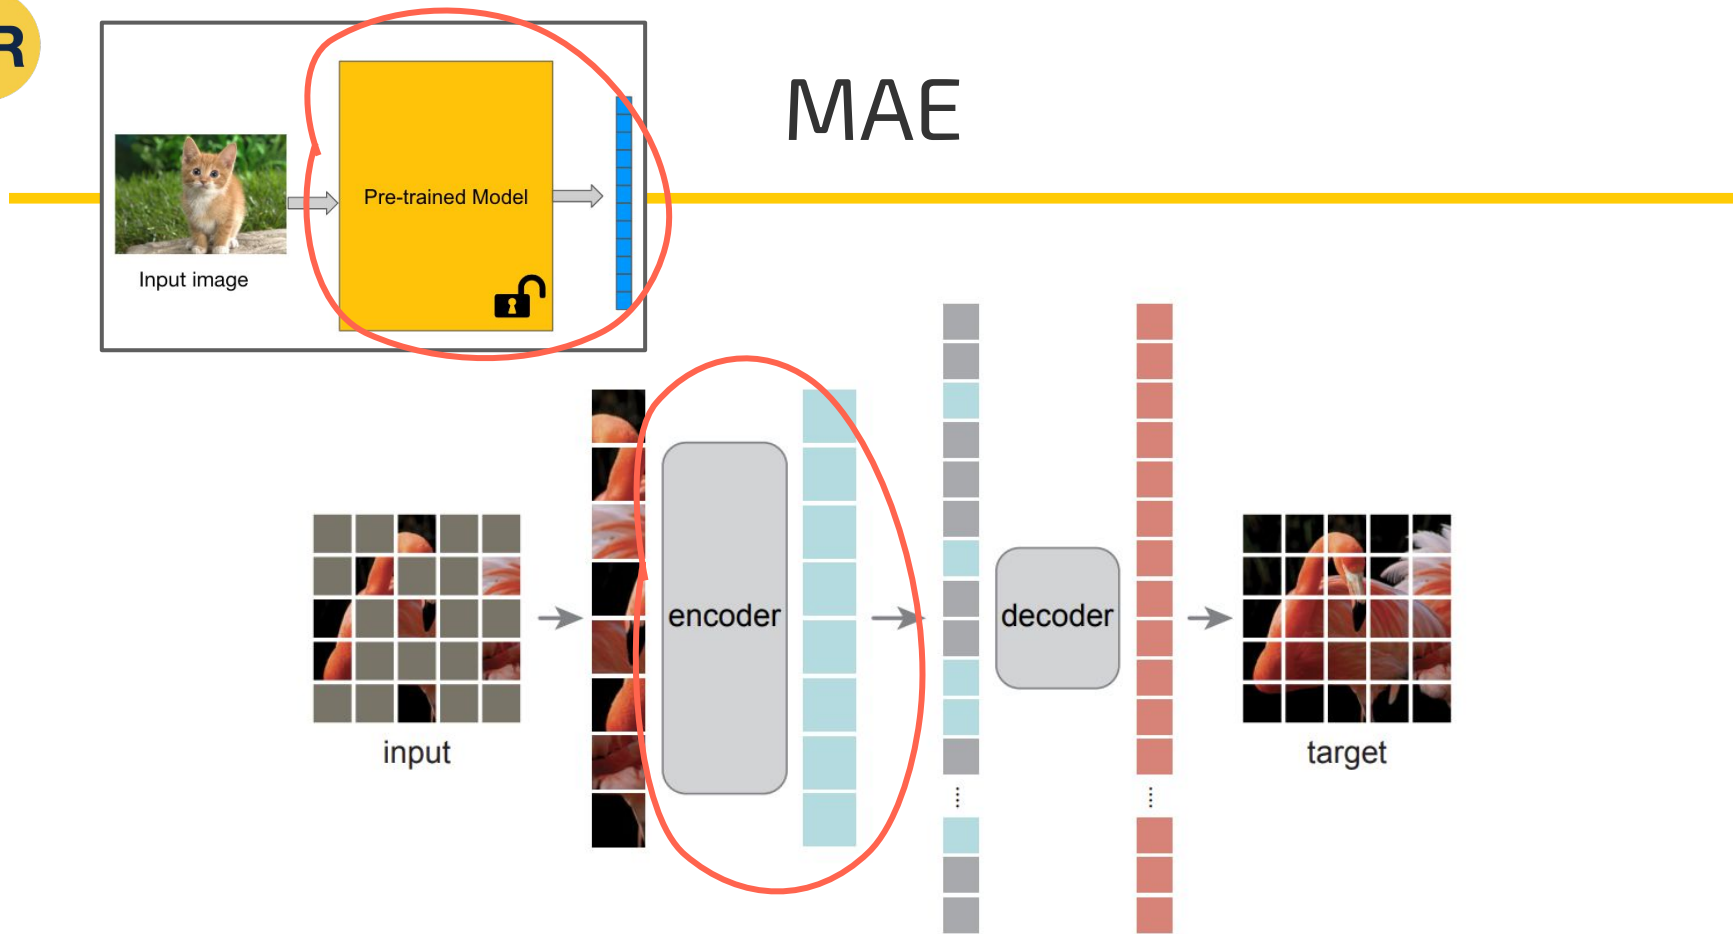 R
MAE
Pre-trained Model
Input image
encoder
decoder
input
target